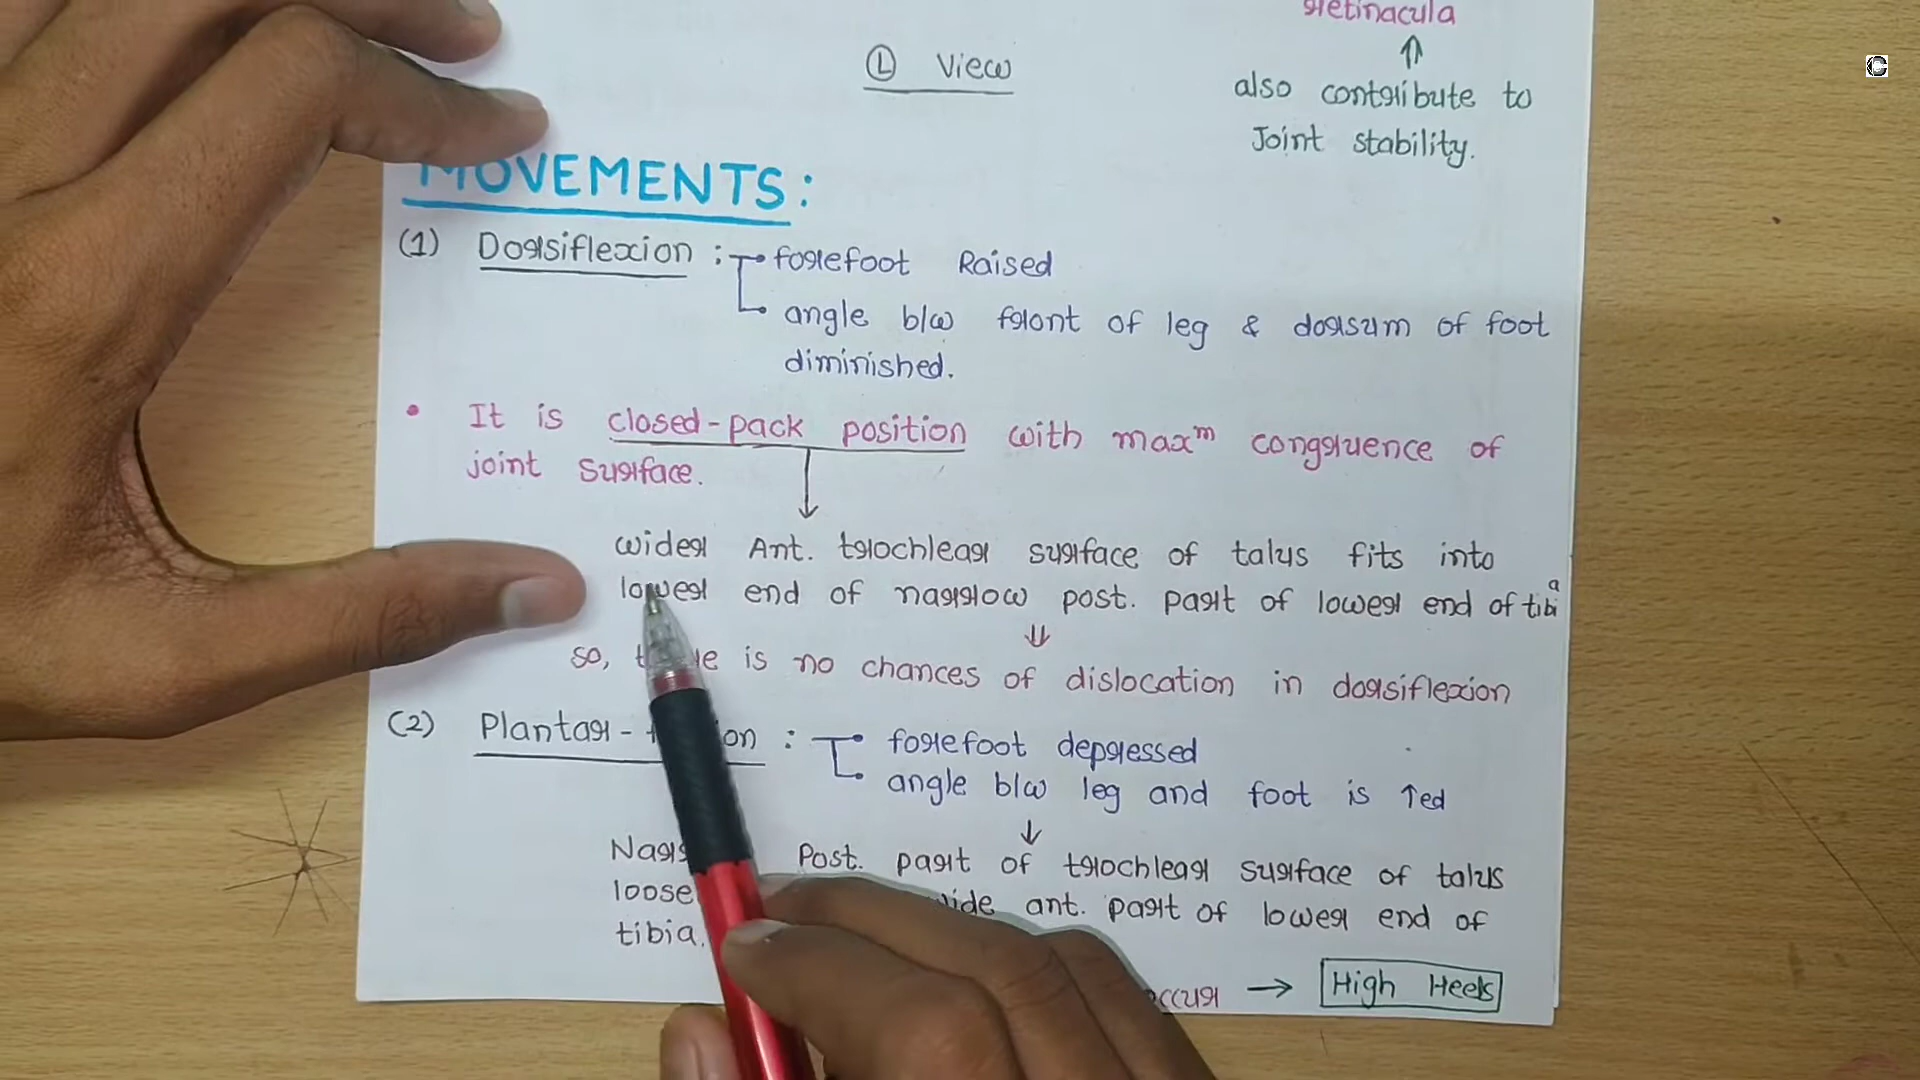 retinacula
Ⓛ View
also contribute to
Joint stability.
MOVEMENTS:
(1) Dorsiflexion : forefoot Raised
angle b/w front of leg & dorsum of foot
diminished.
• It is closed-pack position with maxᵐ congruence of
joint surface.
wider Ant. trochlear surface of talus fits into
lower end of narrow post. part of lower end of tibia
so, is no chances of dislocation in dorsiflexion
(2) Plantar - : forefoot depressed
angle b/w leg and foot is ↑ed
Post. part of trochlear surface of talus
ant. part of lower end of
tibia.
→ High Heels